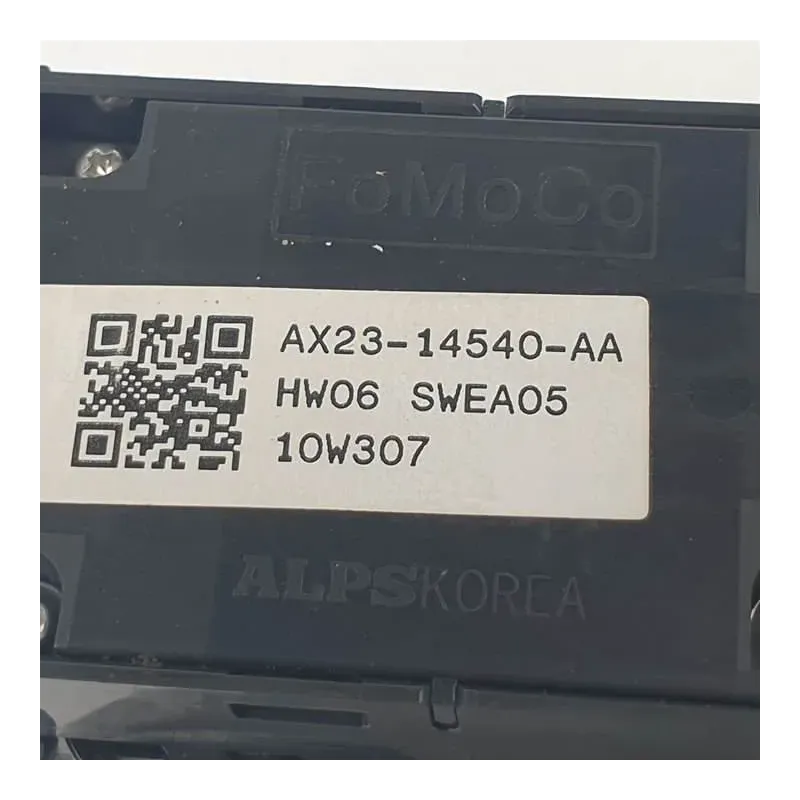 FoMoCo
AX23-14540-AA
HW06 SWEA05
10W307
ALPSKOREA